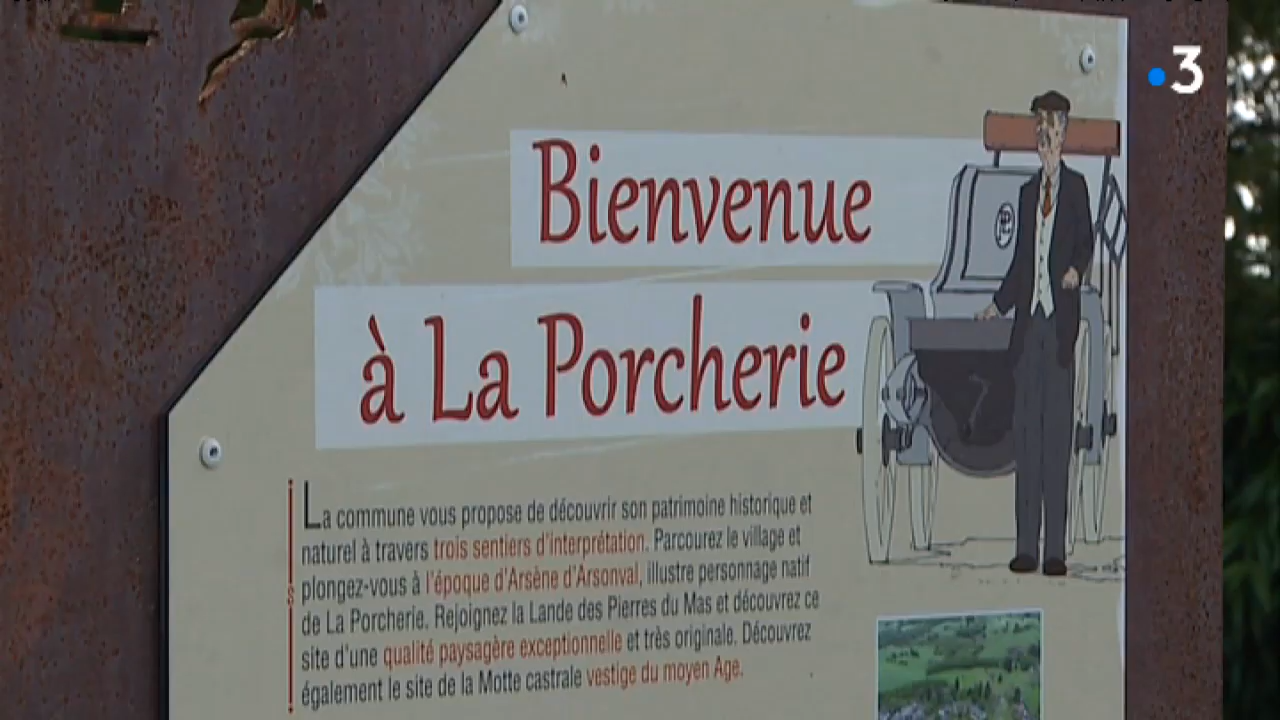 3
Bienvenue
à La Porcherie
La commune vous propose de découvrir son patrimoine historique et
naturel à travers trois sentiers d'interprétation. Parcourez le village et
plongez-vous à l'époque d'Arsène d'Arsonval, illustre personnage natif
de La Porcherie. Rejoignez la Lande des Pierres du Mas et découvrez ce
site d'une qualité paysagère exceptionnelle et très originale. Découvrez
également le site de la Motte castrale vestige du moyen Age.